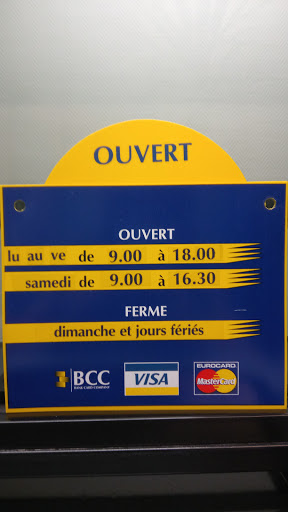 OUVERT
OUVERT
lu au ve de 9.00 à 18.00
samedi de 9.00 à 16.30
FERME
dimanche et jours fériés
BCC
BANK CARD COMPANY
VISA
EUROCARD
MasterCard